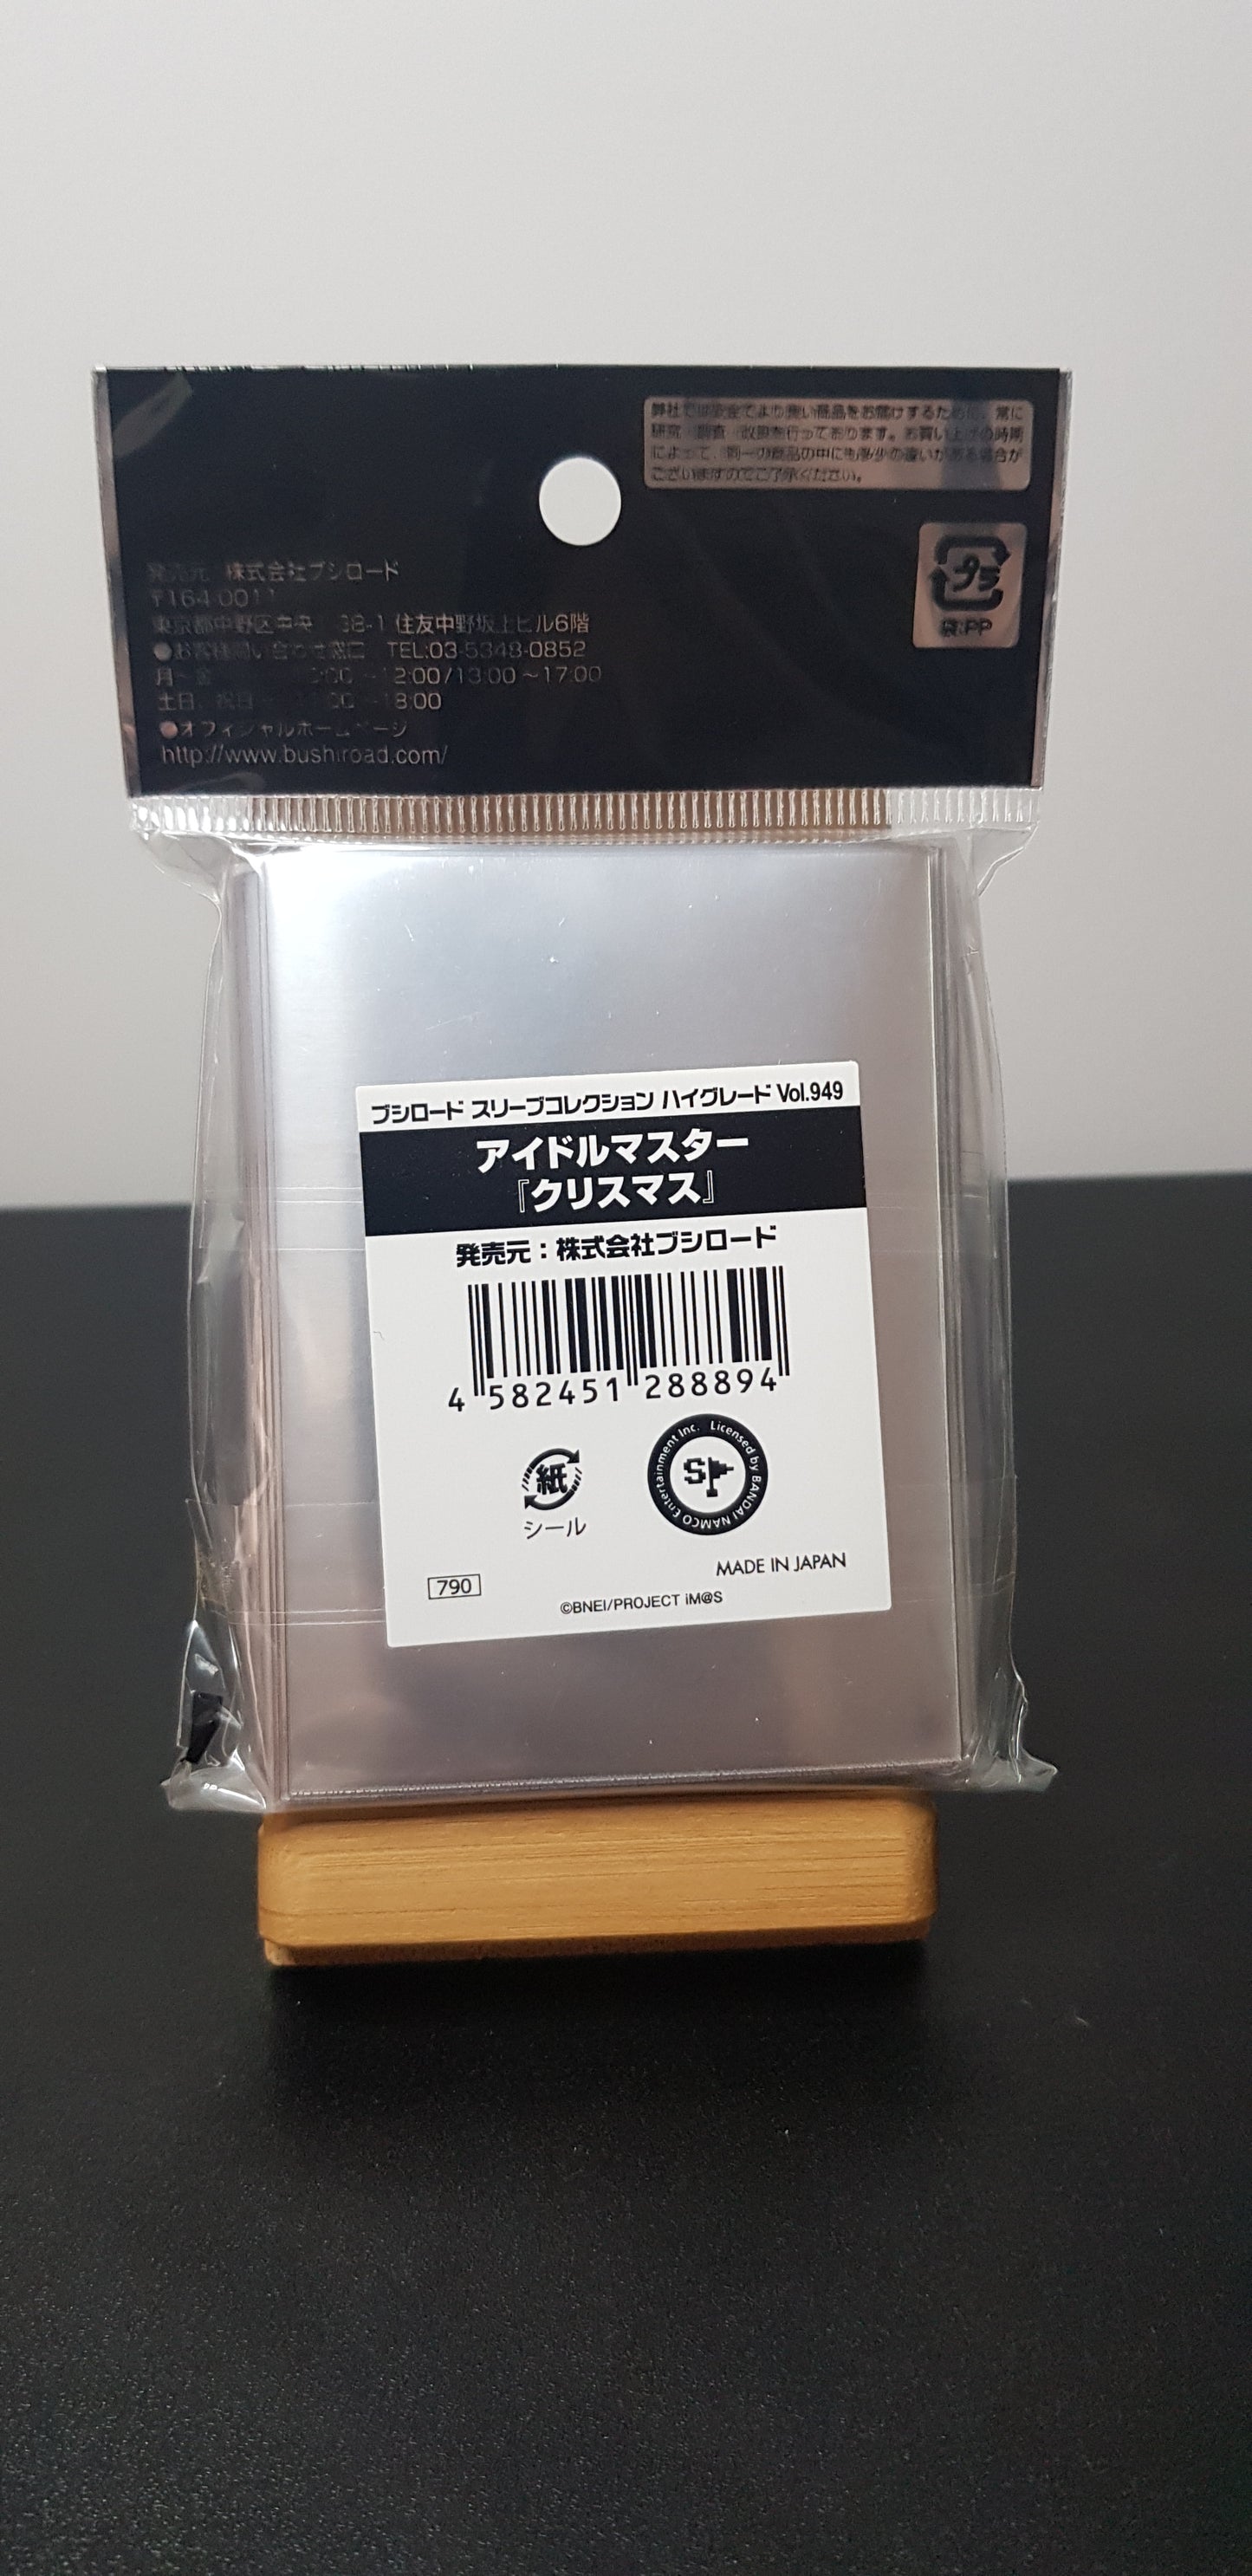 弊社では安全でより良い商品をお届けするために、常に
研究・調査・改良を行っております。お買い上げの時期
によって、同一の商品の中にも多少の違いがある場合が
ございますのでご了承ください。
プラ
袋:PP
発売元 株式会社ブシロード
〒164-0011
東京都中野区中央 38-1 住友中野坂上ビル6階
●お客様問い合わせ窓口 TEL:03-5348-0852
月~金 12:00/13:00~17:00
土日、祝日 18:00
●オフィシャルホームページ
http://www.bushiroad.com/
ブシロード スリーブコレクション ハイグレード Vol.949
アイドルマスター
『クリスマス』
発売元:株式会社ブシロード
4 582451 288894
紙
シール
Licensed by BANDAI NAMCO Entertainment Inc.
S
MADE IN JAPAN
790
©BNEI/PROJECT iM@S